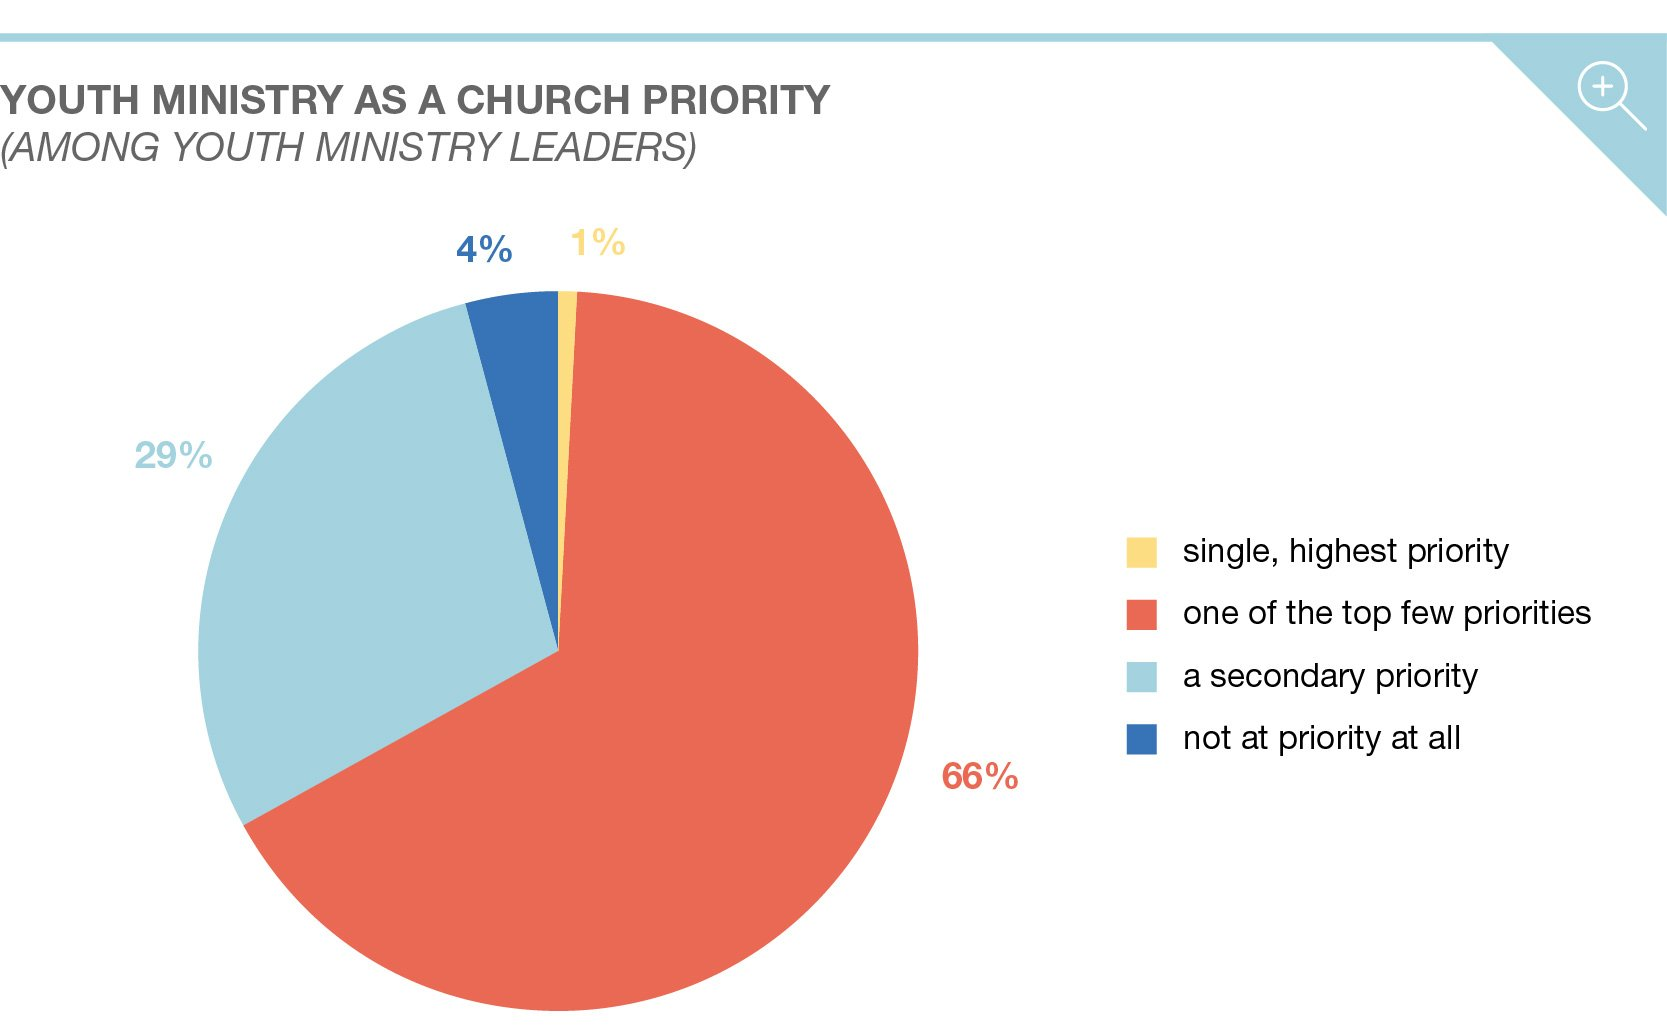 YOUTH MINISTRY AS A CHURCH PRIORITY
(AMONG YOUTH MINISTRY LEADERS)
4%
1%
29%
66%
single, highest priority
one of the top few priorities
a secondary priority
not at priority at all